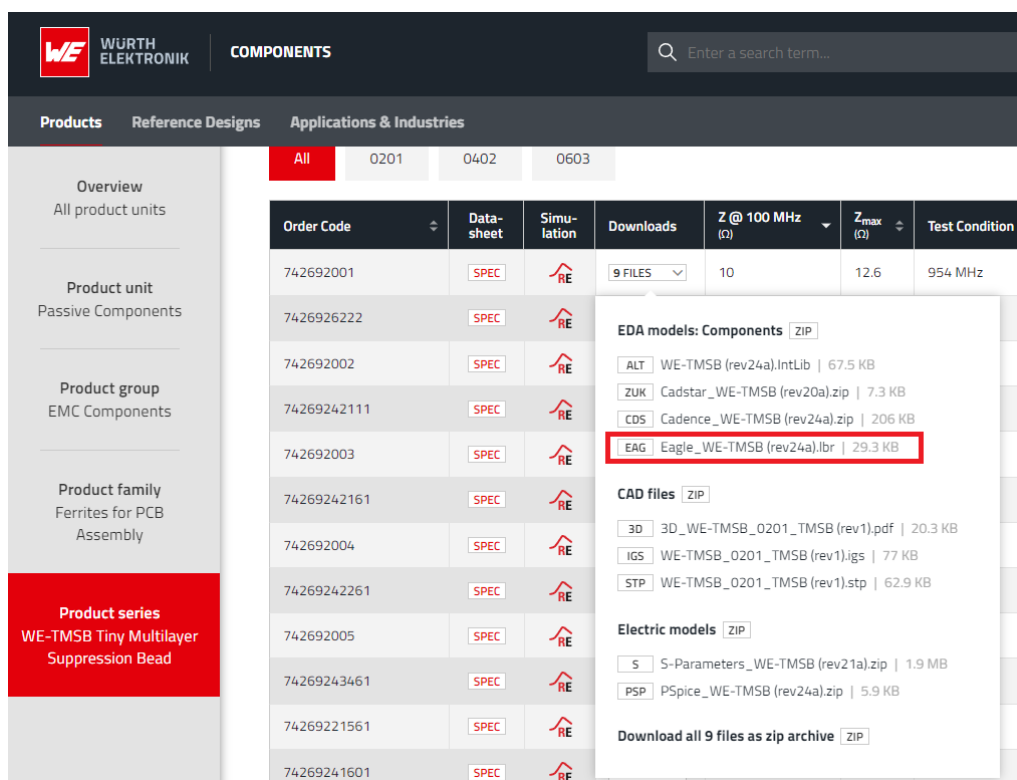 WE WÜRTH ELEKTRONIK COMPONENTS Enter a search term...
Products Reference Designs Applications & Industries
Overview
All product units
Product unit
Passive Components
Product group
EMC Components
Product family
Ferrites for PCB
Assembly
Product series
WE-TMSB Tiny Multilayer
Suppression Bead
All 0201 0402 0603
Order Code Data-sheet Simu-lation Downloads Z @ 100 MHz (Ω) Zmax (Ω) Test Condition
742692001 SPEC RE 9 FILES 10 12.6 954 MHz
7426926222 SPEC RE
742692002 SPEC RE
74269242111 SPEC RE
742692003 SPEC RE
74269242161 SPEC RE
742692004 SPEC RE
74269242261 SPEC RE
742692005 SPEC RE
74269243461 SPEC RE
74269221561 SPEC RE
74269241601 SPEC RE
EDA models: Components ZIP
ALT WE-TMSB (rev24a).IntLib | 67.5 KB
ZUK Cadstar_WE-TMSB (rev20a).zip | 7.3 KB
CDS Cadence_WE-TMSB (rev24a).zip | 206 KB
EAG Eagle_WE-TMSB (rev24a).lbr | 29.3 KB
CAD files ZIP
3D 3D_WE-TMSB_0201_TMSB (rev1).pdf | 20.3 KB
IGS WE-TMSB_0201_TMSB (rev1).igs | 77 KB
STP WE-TMSB_0201_TMSB (rev1).stp | 62.9 KB
Electric models ZIP
S S-Parameters_WE-TMSB (rev21a).zip | 1.9 MB
PSP PSpice_WE-TMSB (rev24a).zip | 5.9 KB
Download all 9 files as zip archive ZIP